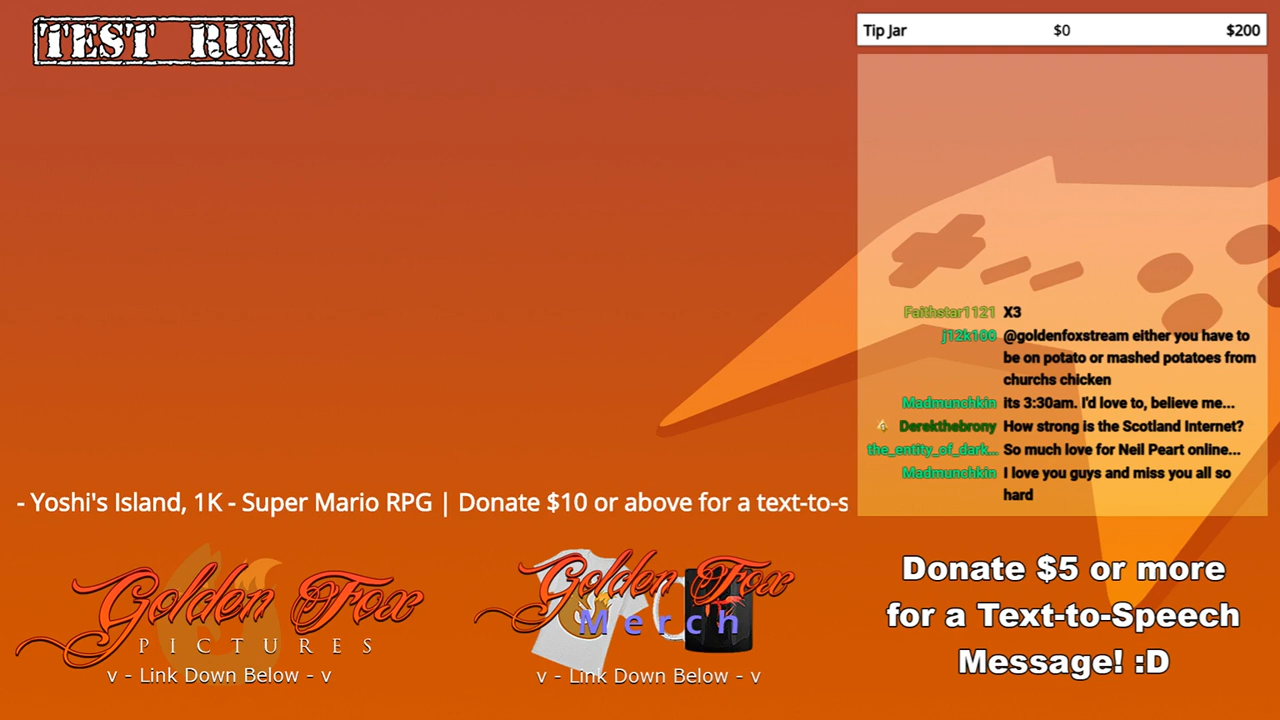 TEST RUN
Tip Jar $0 $200
Faithstar1121 X3
j12k108 @goldenfoxstream either you have to
be on potato or mashed potatoes from
churchs chicken
Madmunchkin its 3:30am. I'd love to, believe me...
Derekthebrony How strong is the Scotland Internet?
the_entity_of_dark... So much love for Neil Peart online...
Madmunchkin I love you guys and miss you all so
hard
- Yoshi's Island, 1K - Super Mario RPG | Donate $10 or above for a text-to-s
Golden Fox
PICTURES
v - Link Down Below - v
Golden Fox
Merch
v - Link Down Below - v
Donate $5 or more
for a Text-to-Speech
Message! :D